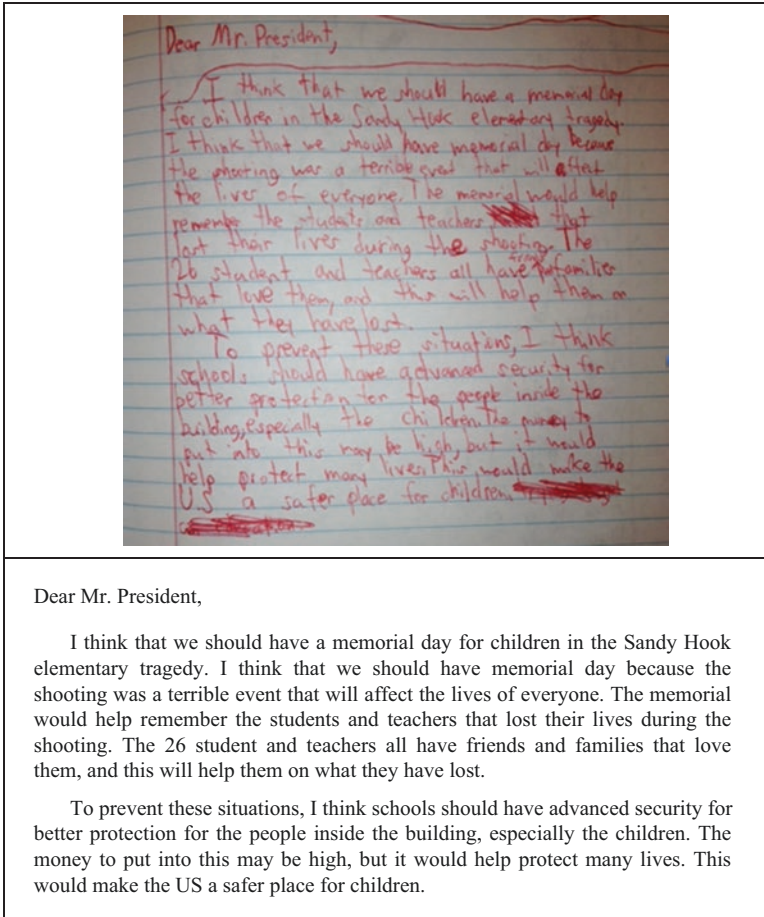 Dear Mr. President,
I think that we should have a memorial day
for children in the Sandy Hook elementary tragedy.
I think that we should have memorial day because
the shooting was a terrible event that will affect
the lives of everyone. The memorial would help
remember the students and teachers that
lost their lives during the shooting. The
26 student and teachers all have friends families
that love them, and this will help them on
what they have lost.
To prevent these situations, I think
schools should have advanced security for
better protection for the people inside the
building, especially the children. The money to
put into this may be high, but it would
help protect many lives. This would make the
U.S a safer place for children.
Dear Mr. President,
I think that we should have a memorial day for children in the Sandy Hook
elementary tragedy. I think that we should have memorial day because the
shooting was a terrible event that will affect the lives of everyone. The memorial
would help remember the students and teachers that lost their lives during the
shooting. The 26 student and teachers all have friends and families that love
them, and this will help them on what they have lost.
To prevent these situations, I think schools should have advanced security for
better protection for the people inside the building, especially the children. The
money to put into this may be high, but it would help protect many lives. This
would make the US a safer place for children.